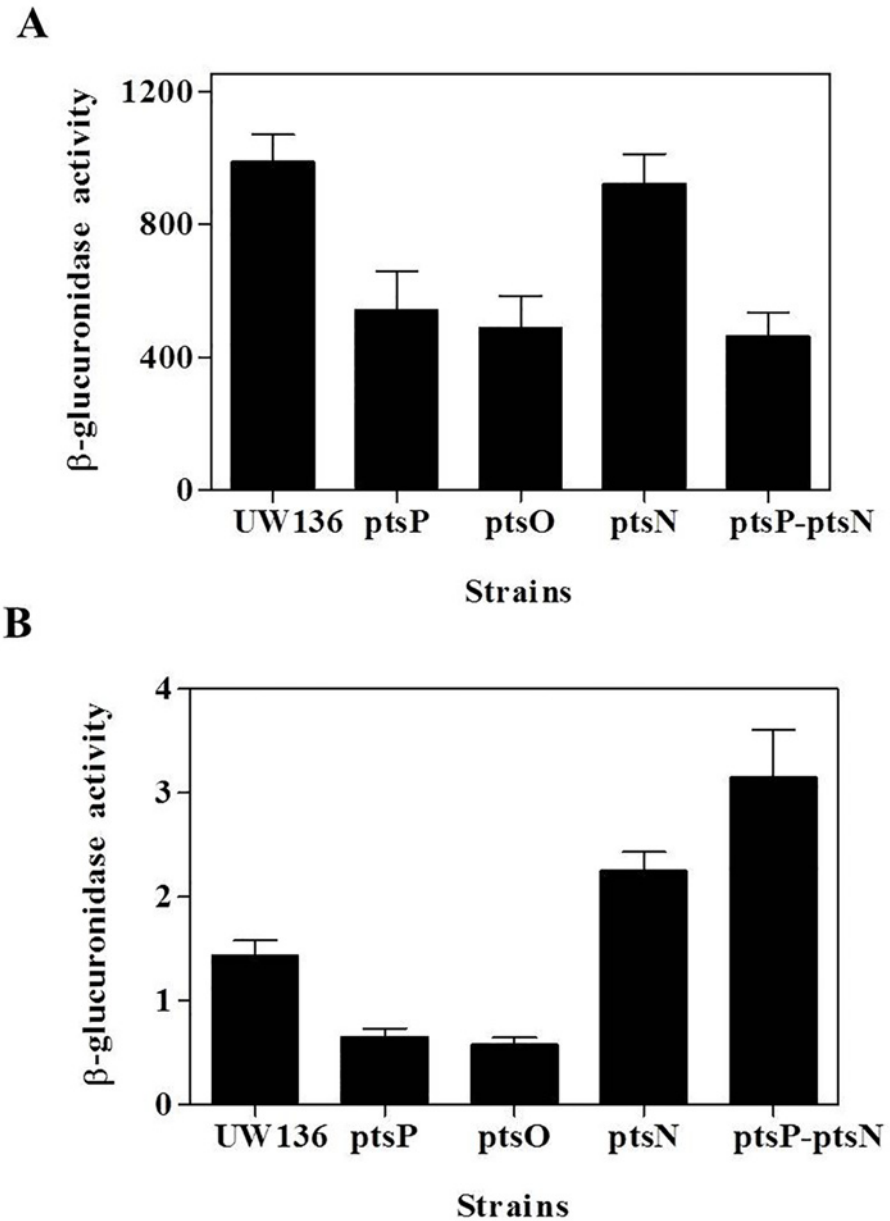 A
β-glucuronidase activity
1200
800
400
0
UW136 ptsP ptsO ptsN ptsP-ptsN
Strains
B
β-glucuronidase activity
4
3
2
1
0
UW136 ptsP ptsO ptsN ptsP-ptsN
Strains